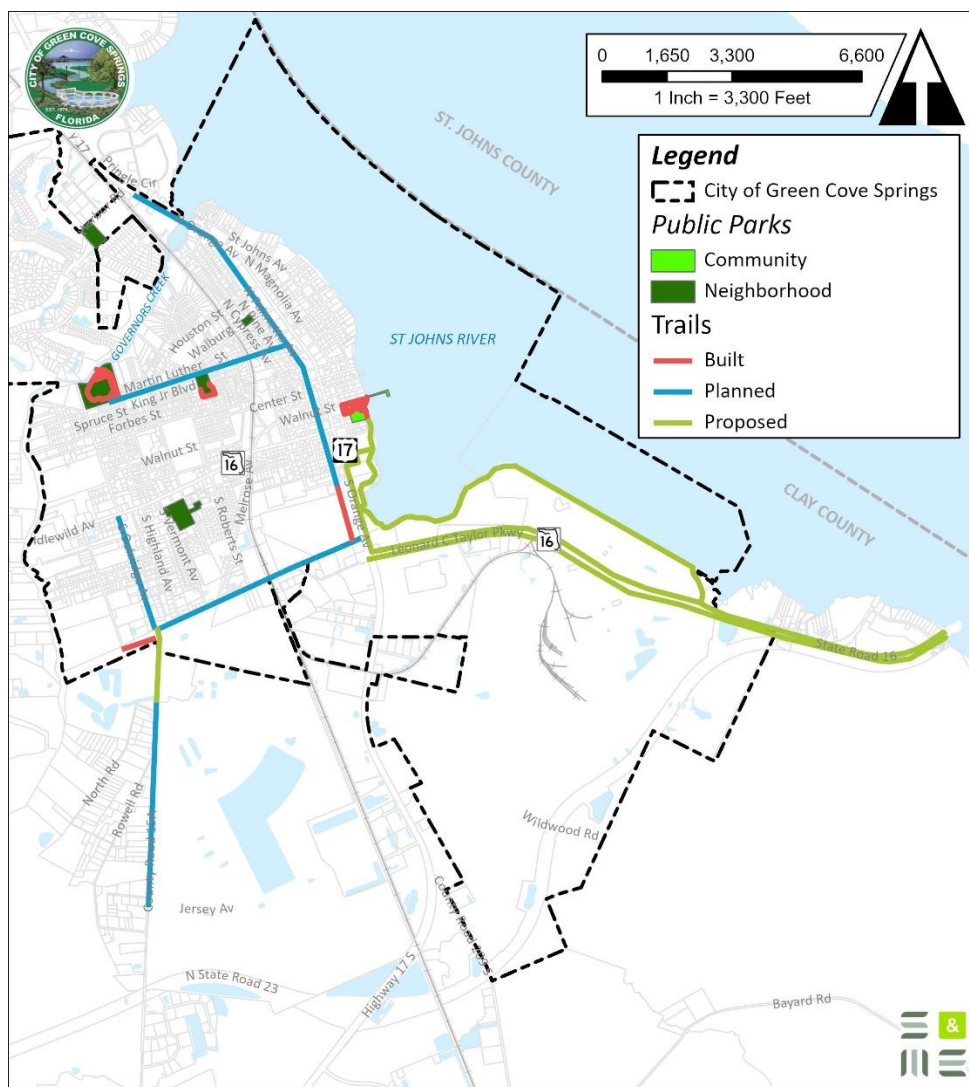 CITY OF GREEN COVE SPRINGS
EST. 1874
FLORIDA
0 1,650 3,300 6,600
1 Inch = 3,300 Feet
Legend
City of Green Cove Springs
Public Parks
Community
Neighborhood
Trails
Built
Planned
Proposed
ST. JOHNS COUNTY
CLAY COUNTY
ST JOHNS RIVER
GOVERNORS CREEK
Y 17
Pringle Cir
St Johns Av
N Magnolia Av
N Pine Av
N Cypress Av
Houston St
Walburg St
Martin Luther
King Jr Blvd
Spruce St
Forbes St
Center St
Walnut St
Walnut St
17
16
Melrose Av
S Orange Av
Idlewild Av
S Highland Av
Vermont Av
S Roberts St
Leonard C Taylor Pkwy
16
State Road 16
North Rd
Rowell Rd
Jersey Av
N State Road 23
Highway 17 S
Wildwood Rd
Bayard Rd
S &
M E